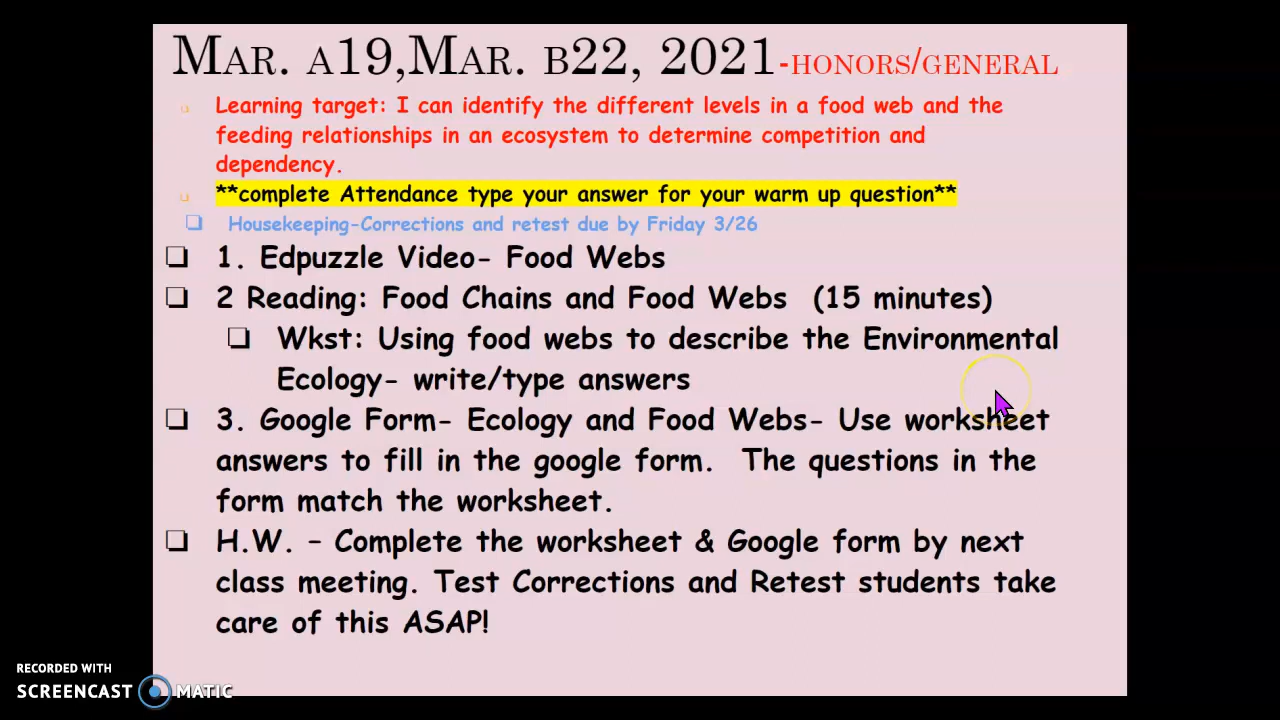 Mar. A19,Mar. B22, 2021-HONORS/GENERAL
Learning target: I can identify the different levels in a food web and the
feeding relationships in an ecosystem to determine competition and
dependency.
**complete Attendance type your answer for your warm up question**
Housekeeping-Corrections and retest due by Friday 3/26
1. Edpuzzle Video- Food Webs
2 Reading: Food Chains and Food Webs (15 minutes)
Wkst: Using food webs to describe the Environmental
Ecology- write/type answers
3. Google Form- Ecology and Food Webs- Use worksheet
answers to fill in the google form. The questions in the
form match the worksheet.
H.W. – Complete the worksheet & Google form by next
class meeting. Test Corrections and Retest students take
care of this ASAP!
RECORDED WITH
SCREENCAST MATIC